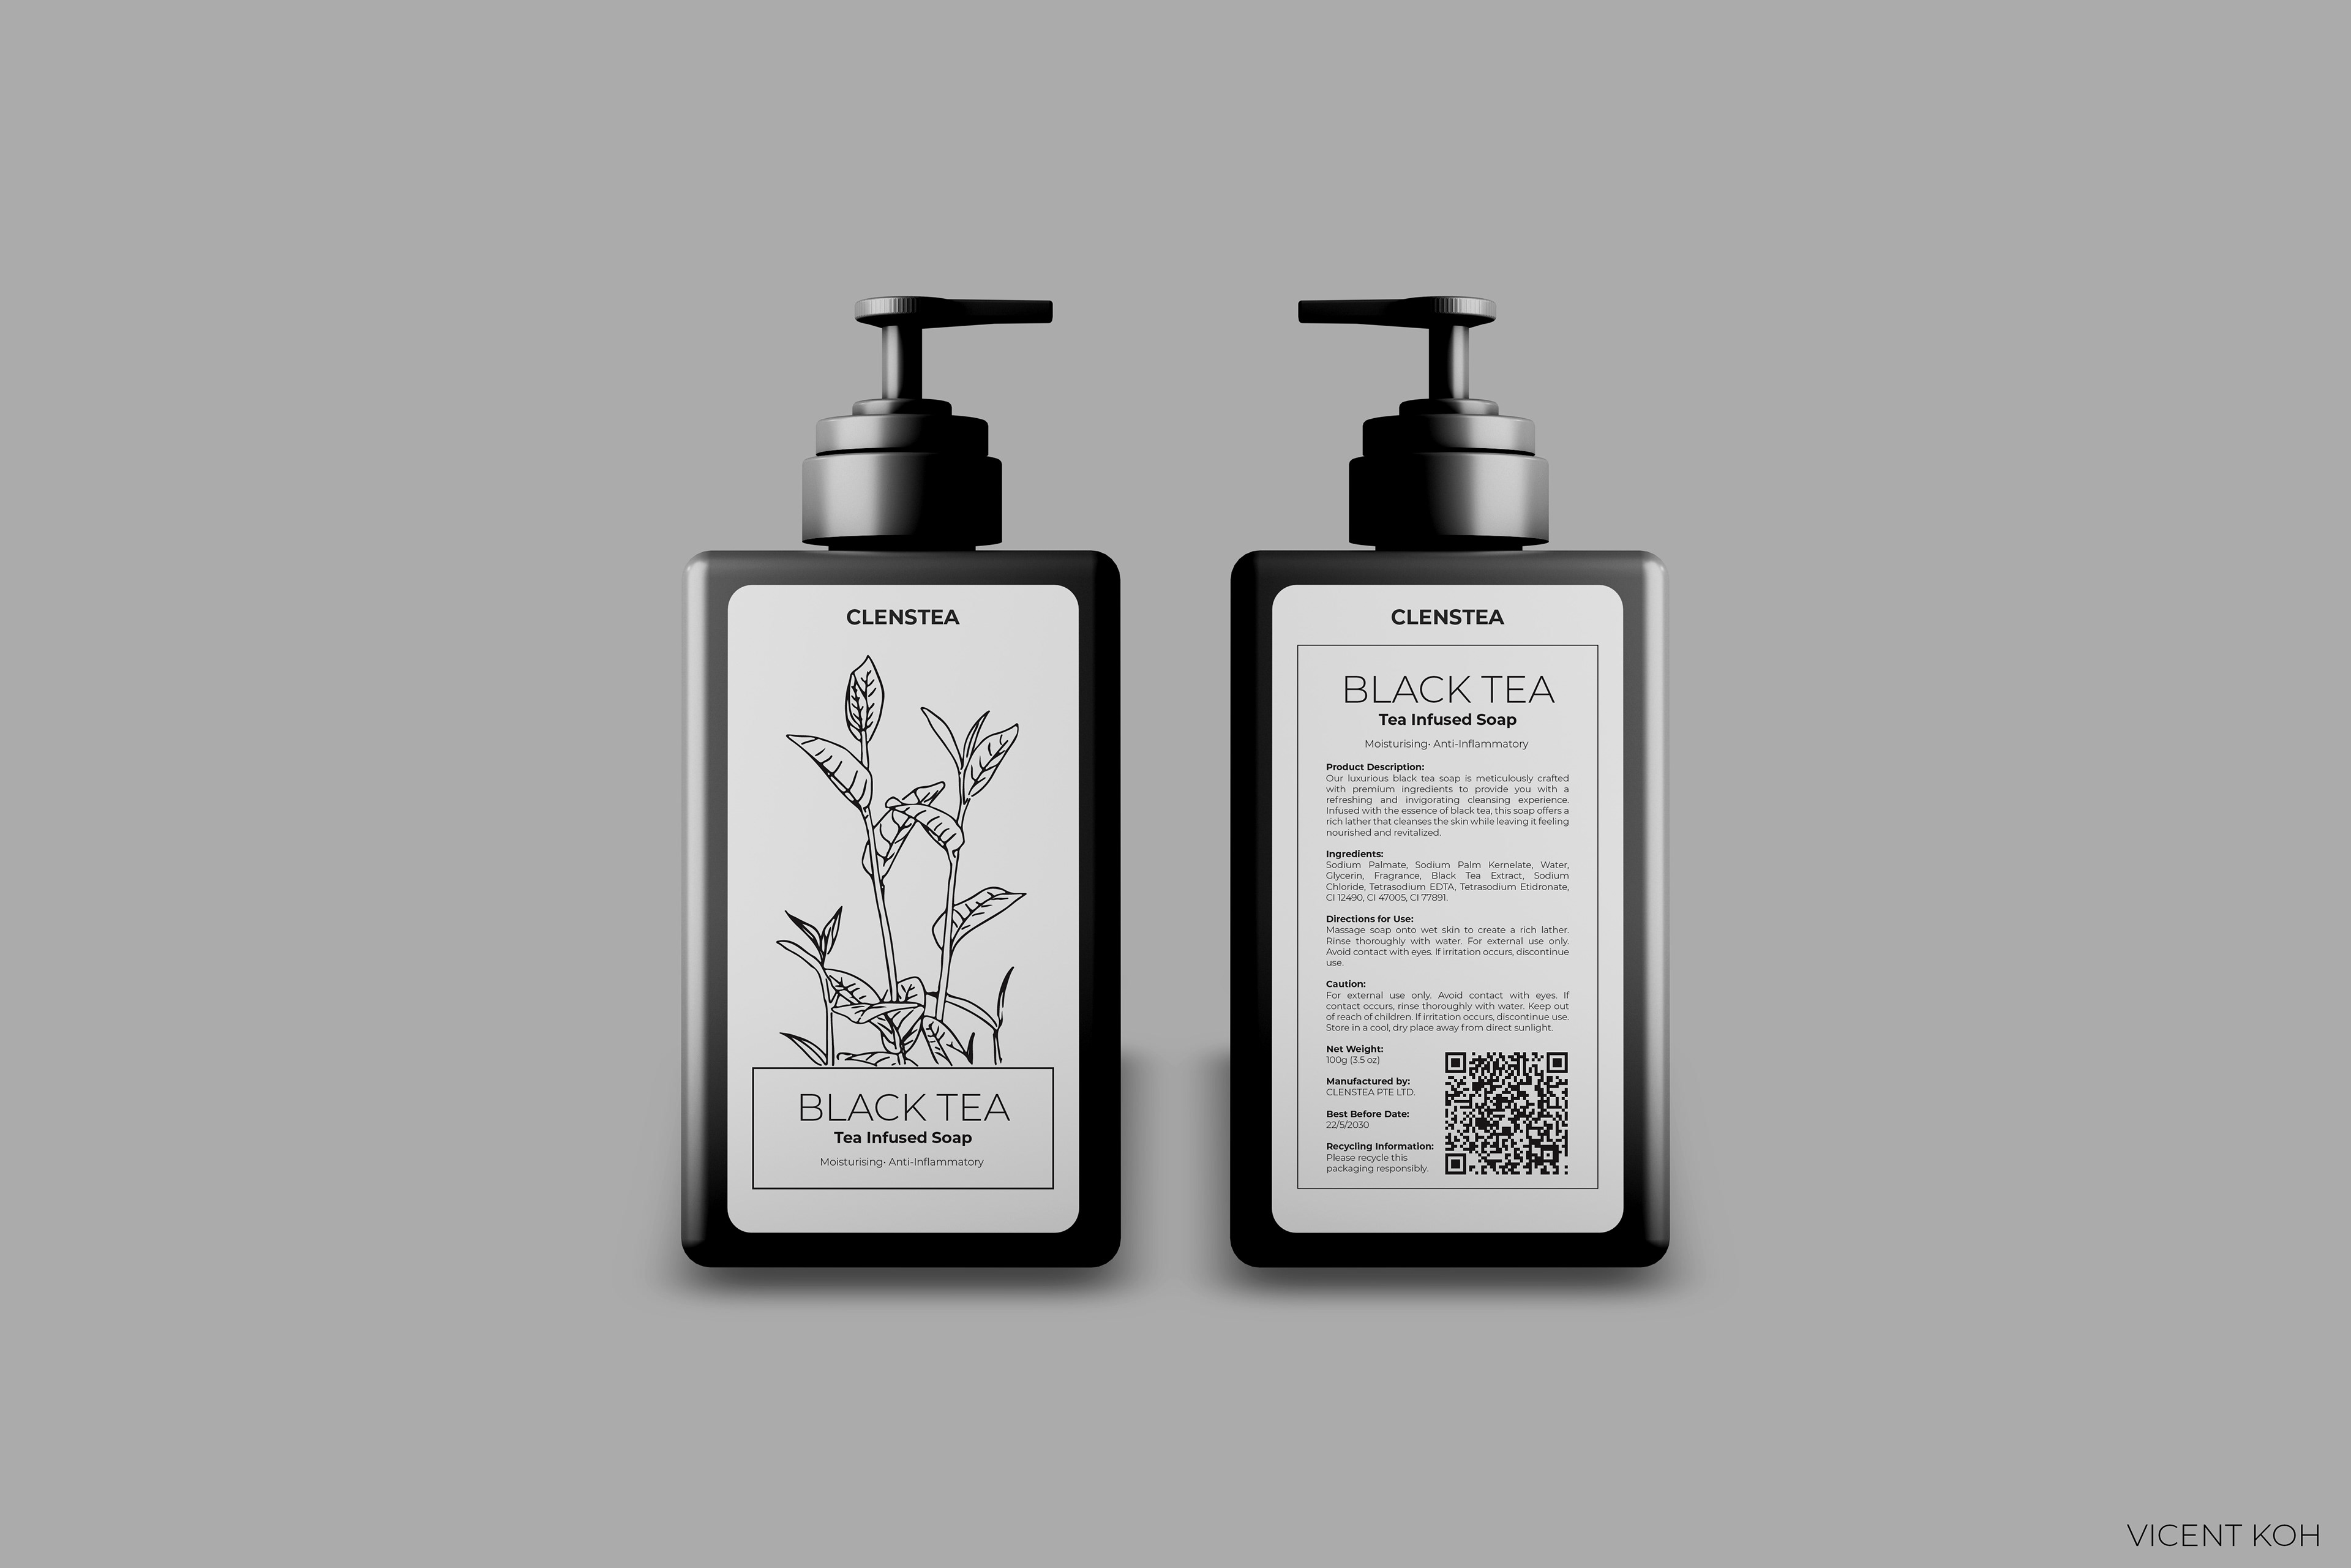 CLENSTEA
BLACK TEA
Tea Infused Soap
Moisturising• Anti-Inflammatory
CLENSTEA
BLACK TEA
Tea Infused Soap
Moisturising• Anti-Inflammatory
Product Description:
Our luxurious black tea soap is meticulously crafted
with premium ingredients to provide you with a
refreshing and invigorating cleansing experience.
Infused with the essence of black tea, this soap offers a
rich lather that cleanses the skin while leaving it feeling
nourished and revitalized.
Ingredients:
Sodium Palmate, Sodium Palm Kernelate, Water,
Glycerin, Fragrance, Black Tea Extract, Sodium
Chloride, Tetrasodium EDTA, Tetrasodium Etidronate,
CI 12490, CI 47005, CI 77891.
Directions for Use:
Massage soap onto wet skin to create a rich lather.
Rinse thoroughly with water. For external use only.
Avoid contact with eyes. If irritation occurs, discontinue
use.
Caution:
For external use only. Avoid contact with eyes. If
contact occurs, rinse thoroughly with water. Keep out
of reach of children. If irritation occurs, discontinue use.
Store in a cool, dry place away from direct sunlight.
Net Weight:
100g (3.5 oz)
Manufactured by:
CLENSTEA PTE LTD.
Best Before Date:
22/5/2030
Recycling Information:
Please recycle this
packaging responsibly.
VICENT KOH